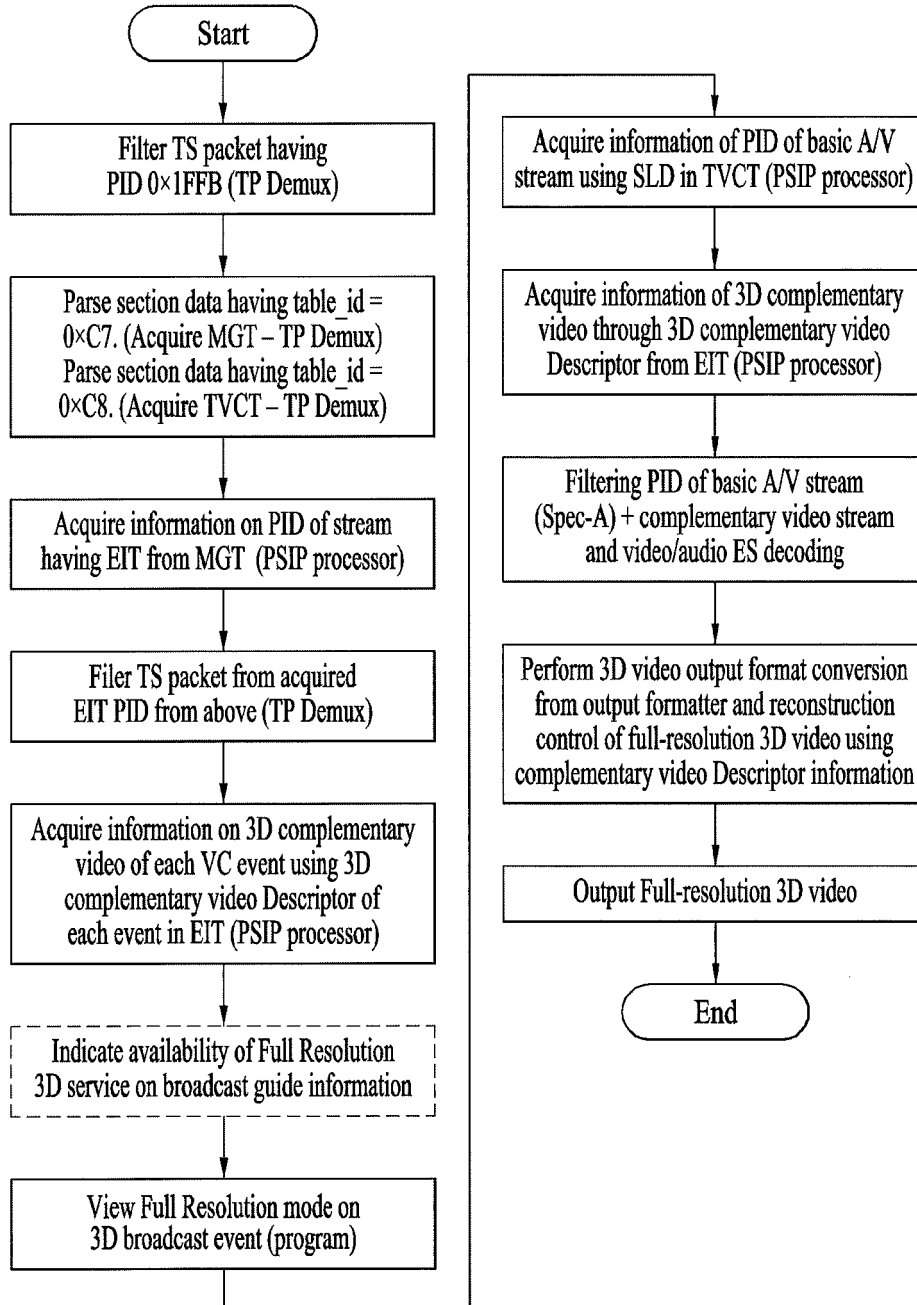 Start
Filter TS packet having
PID 0×1FFB (TP Demux)
Parse section data having table_id =
0×C7. (Acquire MGT – TP Demux)
Parse section data having table_id =
0×C8. (Acquire TVCT – TP Demux)
Acquire information on PID of stream
having EIT from MGT (PSIP processor)
Filer TS packet from acquired
EIT PID from above (TP Demux)
Acquire information on 3D complementary
video of each VC event using 3D
complementary video Descriptor of
each event in EIT (PSIP processor)
Indicate availability of Full Resolution
3D service on broadcast guide information
View Full Resolution mode on
3D broadcast event (program)
Acquire information of PID of basic A/V
stream using SLD in TVCT (PSIP processor)
Acquire information of 3D complementary
video through 3D complementary video
Descriptor from EIT (PSIP processor)
Filtering PID of basic A/V stream
(Spec-A) + complementary video stream
and video/audio ES decoding
Perform 3D video output format conversion
from output formatter and reconstruction
control of full-resolution 3D video using
complementary video Descriptor information
Output Full-resolution 3D video
End